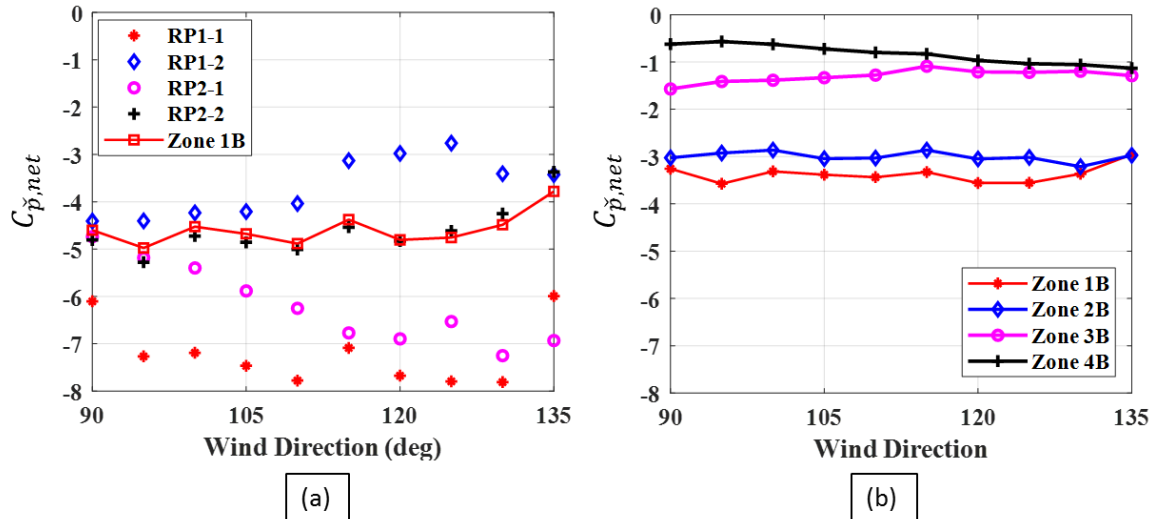 0
-1
-2
-3
-4
-5
-6
-7
-8
C p̌,net
RP1-1
RP1-2
RP2-1
RP2-2
Zone 1B
90
105
120
135
Wind Direction (deg)
(a)
0
-1
-2
-3
-4
-5
-6
-7
-8
C p̌,net
Zone 1B
Zone 2B
Zone 3B
Zone 4B
90
105
120
135
Wind Direction
(b)